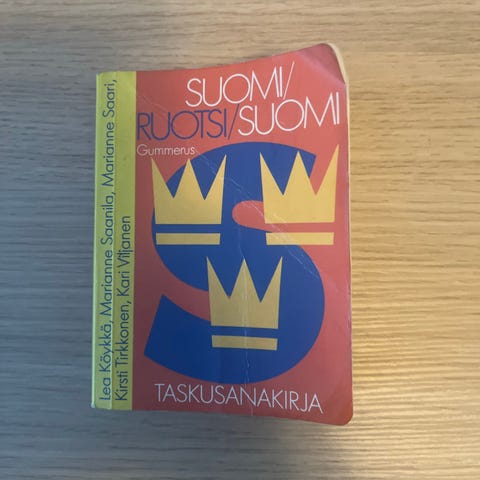 SUOMI/
RUOTSI/SUOMI
Gummerus
S
TASKUSANAKIRJA
Lea Köykkä, Marianne Saanila, Marianne Saari,
Kirsti Tirkkonen, Kari Viljanen